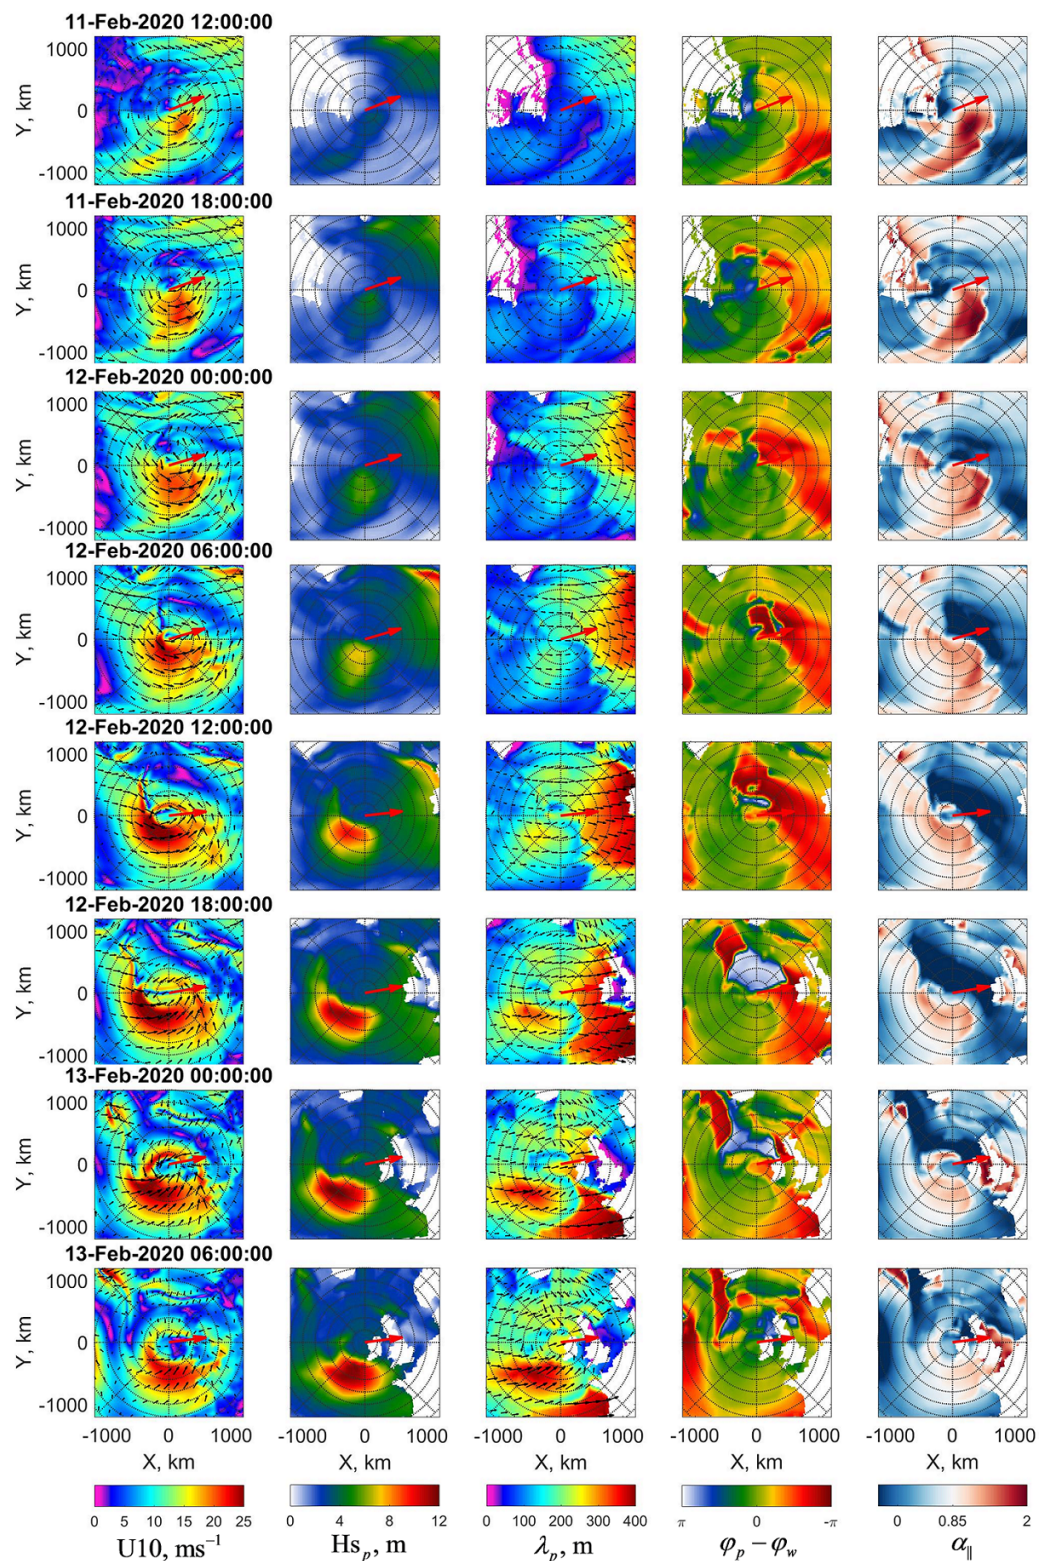 11-Feb-2020 12:00:00
1000
Y, km
0
-1000
11-Feb-2020 18:00:00
1000
Y, km
0
-1000
12-Feb-2020 00:00:00
1000
Y, km
0
-1000
12-Feb-2020 06:00:00
1000
Y, km
0
-1000
12-Feb-2020 12:00:00
1000
Y, km
0
-1000
12-Feb-2020 18:00:00
1000
Y, km
0
-1000
13-Feb-2020 00:00:00
1000
Y, km
0
-1000
13-Feb-2020 06:00:00
1000
Y, km
0
-1000
-1000 0 1000 -1000 0 1000 -1000 0 1000 -1000 0 1000 -1000 0 1000
X, km X, km X, km X, km X, km
0 5 10 15 20 25 0 4 8 12 0 100 200 300 400 π 0 -π 0 0.85 2
U10, ms⁻¹ Hsₚ, m λₚ, m φₚ − φ_w α_∥